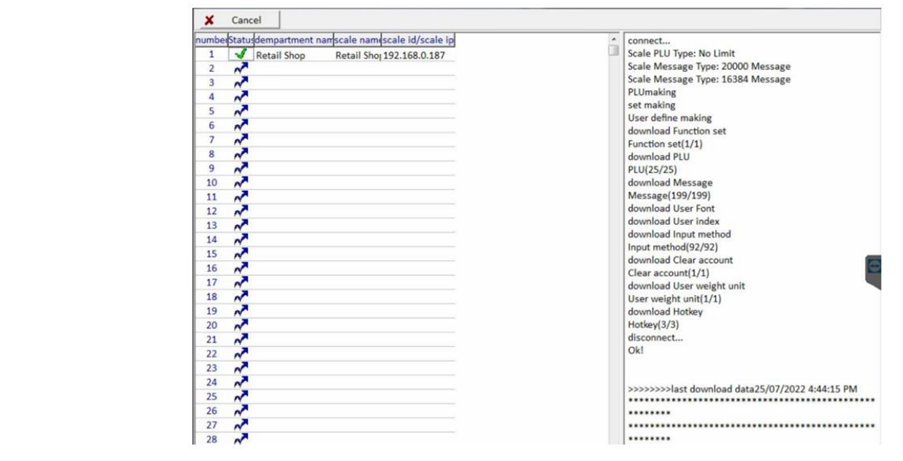 Cancel
number Status dempartment nam scale name scale id/scale ip
1 Retail Shop Retail Shop 192.168.0.187
2
3
4
5
6
7
8
9
10
11
12
13
14
15
16
17
18
19
20
21
22
23
24
25
26
27
28
connect...
Scale PLU Type: No Limit
Scale Message Type: 20000 Message
Scale Message Type: 16384 Message
PLUmaking
set making
User define making
download Function set
Function set(1/1)
download PLU
PLU(25/25)
download Message
Message(199/199)
download User Font
download User index
download Input method
Input method(92/92)
download Clear account
Clear account(1/1)
download User weight unit
User weight unit(1/1)
download Hotkey
Hotkey(3/3)
disconnect...
Ok!
>>>>>>>>last download data25/07/2022 4:44:15 PM
***********************************************
********
***********************************************
********